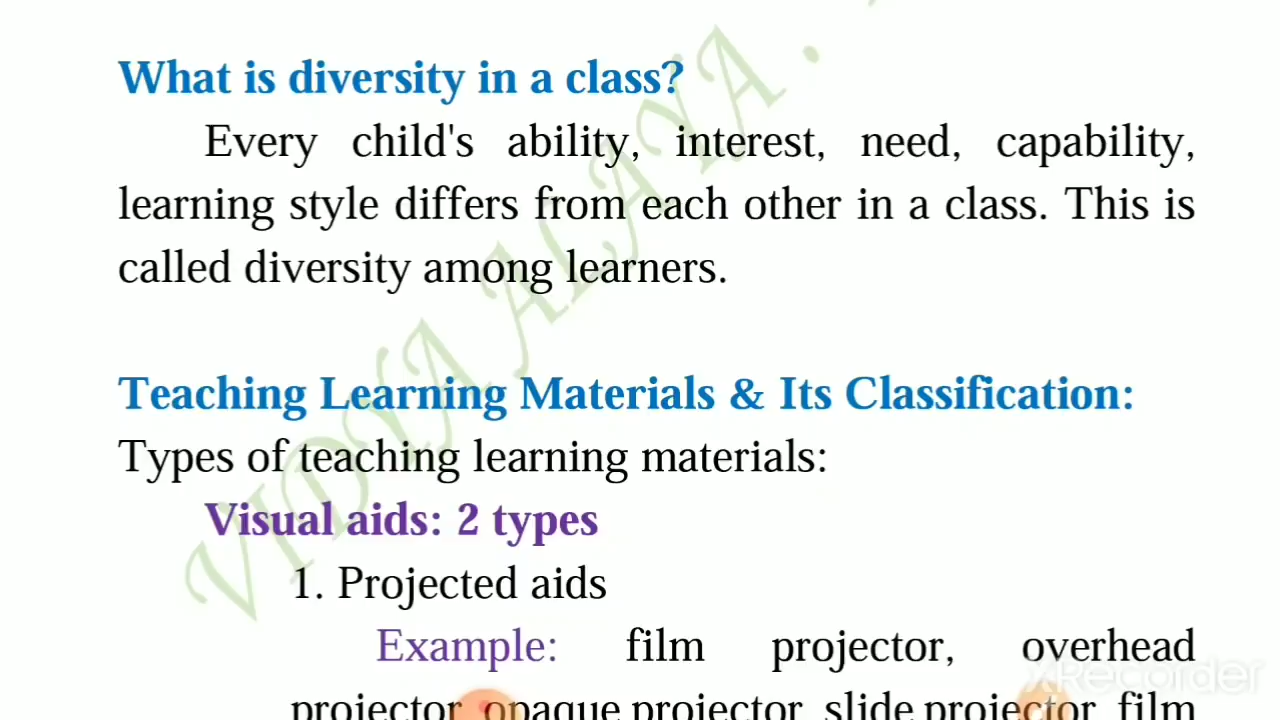 What is diversity in a class?
Every child's ability, interest, need, capability,
learning style differs from each other in a class. This is
called diversity among learners.
Teaching Learning Materials & Its Classification:
Types of teaching learning materials:
Visual aids: 2 types
1. Projected aids
Example: film projector, overhead
projector, opaque projector, slide projector, film
VIDYAALAYA.
XRecorder